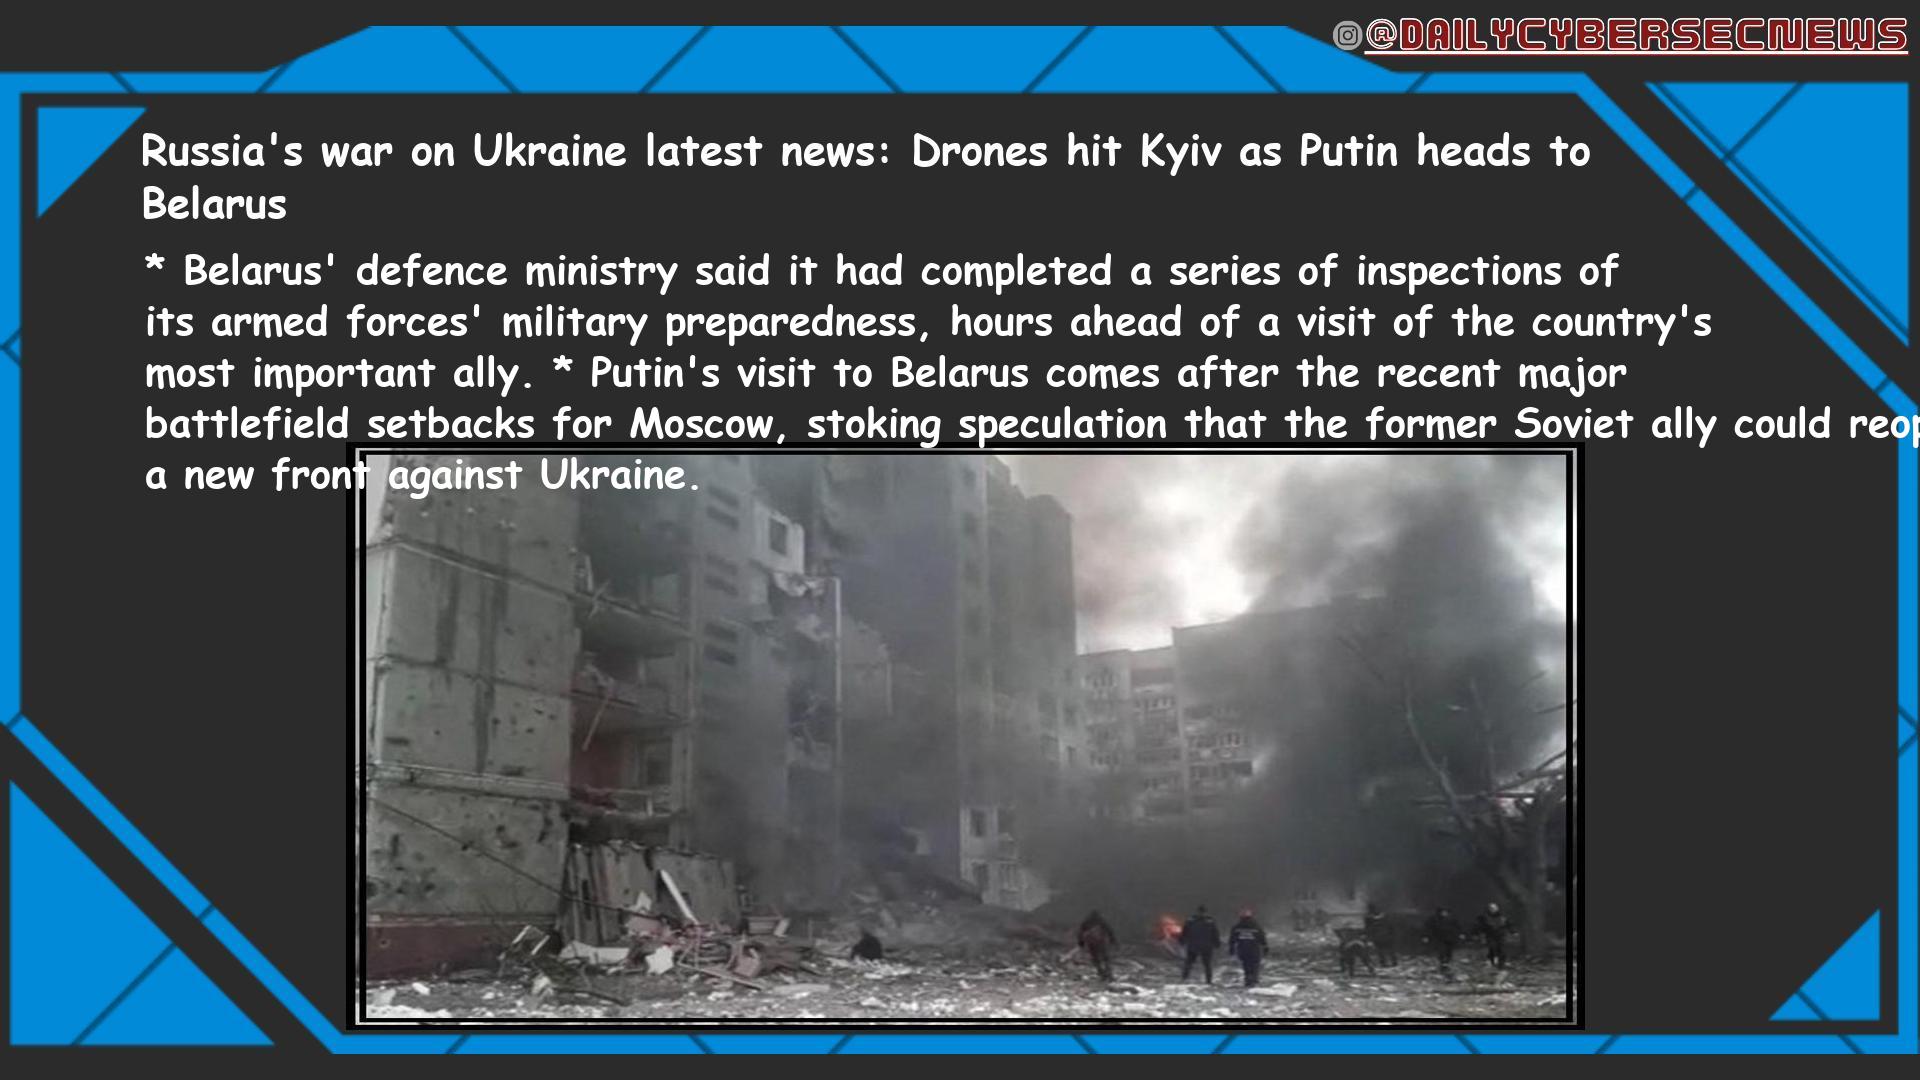 @DAILYCYBERSECNEWS
Russia's war on Ukraine latest news: Drones hit Kyiv as Putin heads to
Belarus
* Belarus' defence ministry said it had completed a series of inspections of
its armed forces' military preparedness, hours ahead of a visit of the country's
most important ally. * Putin's visit to Belarus comes after the recent major
battlefield setbacks for Moscow, stoking speculation that the former Soviet ally could
a new front against Ukraine.